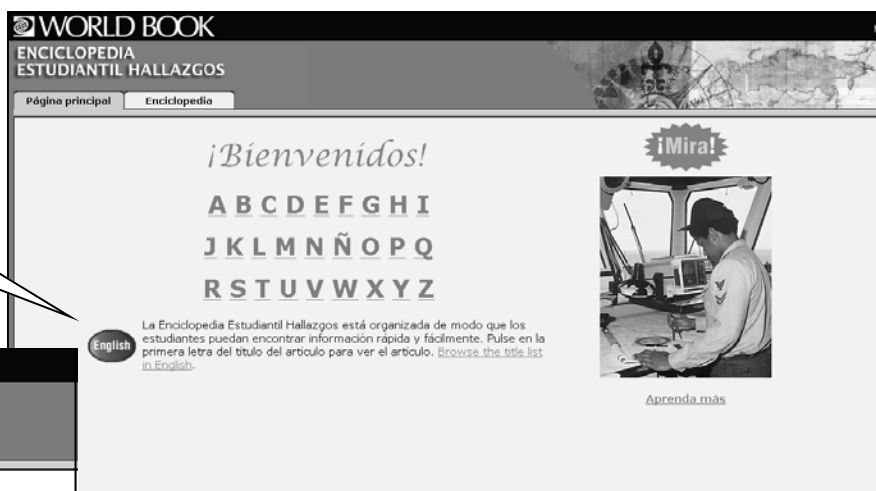 WORLD BOOK
ENCICLOPEDIA
ESTUDIANTIL HALLAZGOS
Página principal
Enciclopedia
¡Bienvenidos!
A B C D E F G H I
J K L M N Ñ O P Q
R S T U V W X Y Z
English
La Enciclopedia Estudiantil Hallazgos está organizada de modo que los
estudiantes puedan encontrar información rápida y fácilmente. Pulse en la
primera letra del título del artículo para ver el artículo. Browse the title list
in English.
¡Mira!
Aprenda más